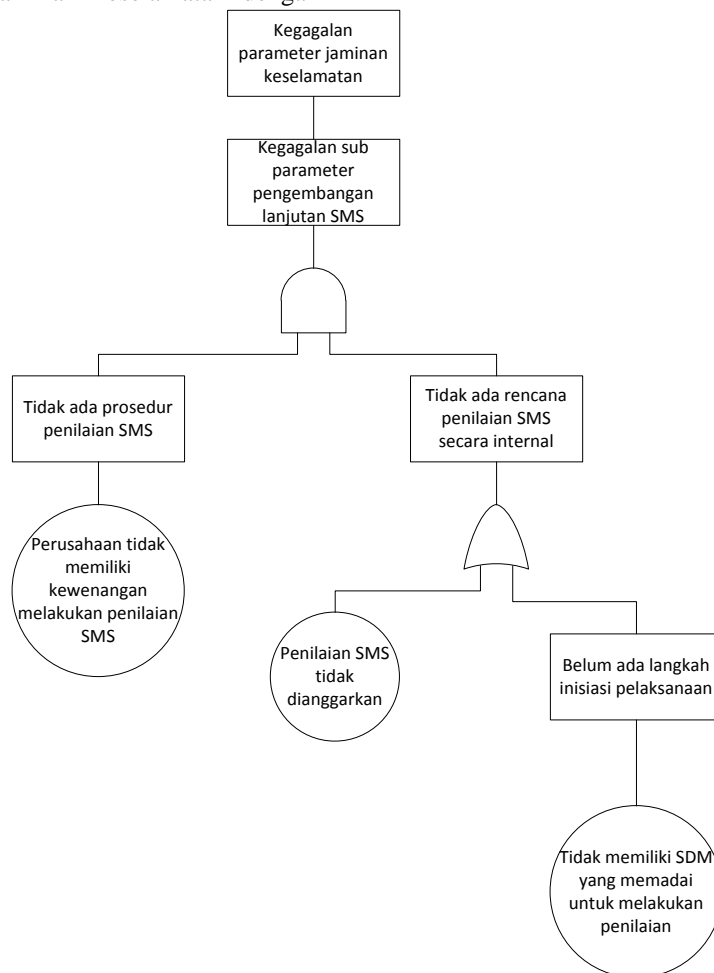 Kegagalan
parameter jaminan
keselamatan
Kegagalan sub
parameter
pengembangan
lanjutan SMS
Tidak ada prosedur
penilaian SMS
Tidak ada rencana
penilaian SMS
secara internal
Perusahaan tidak
memiliki
kewenangan
melakukan penilaian
SMS
Penilaian SMS
tidak
dianggarkan
Belum ada langkah
inisiasi pelaksanaan
Tidak memiliki SDM
yang memadai
untuk melakukan
penilaian